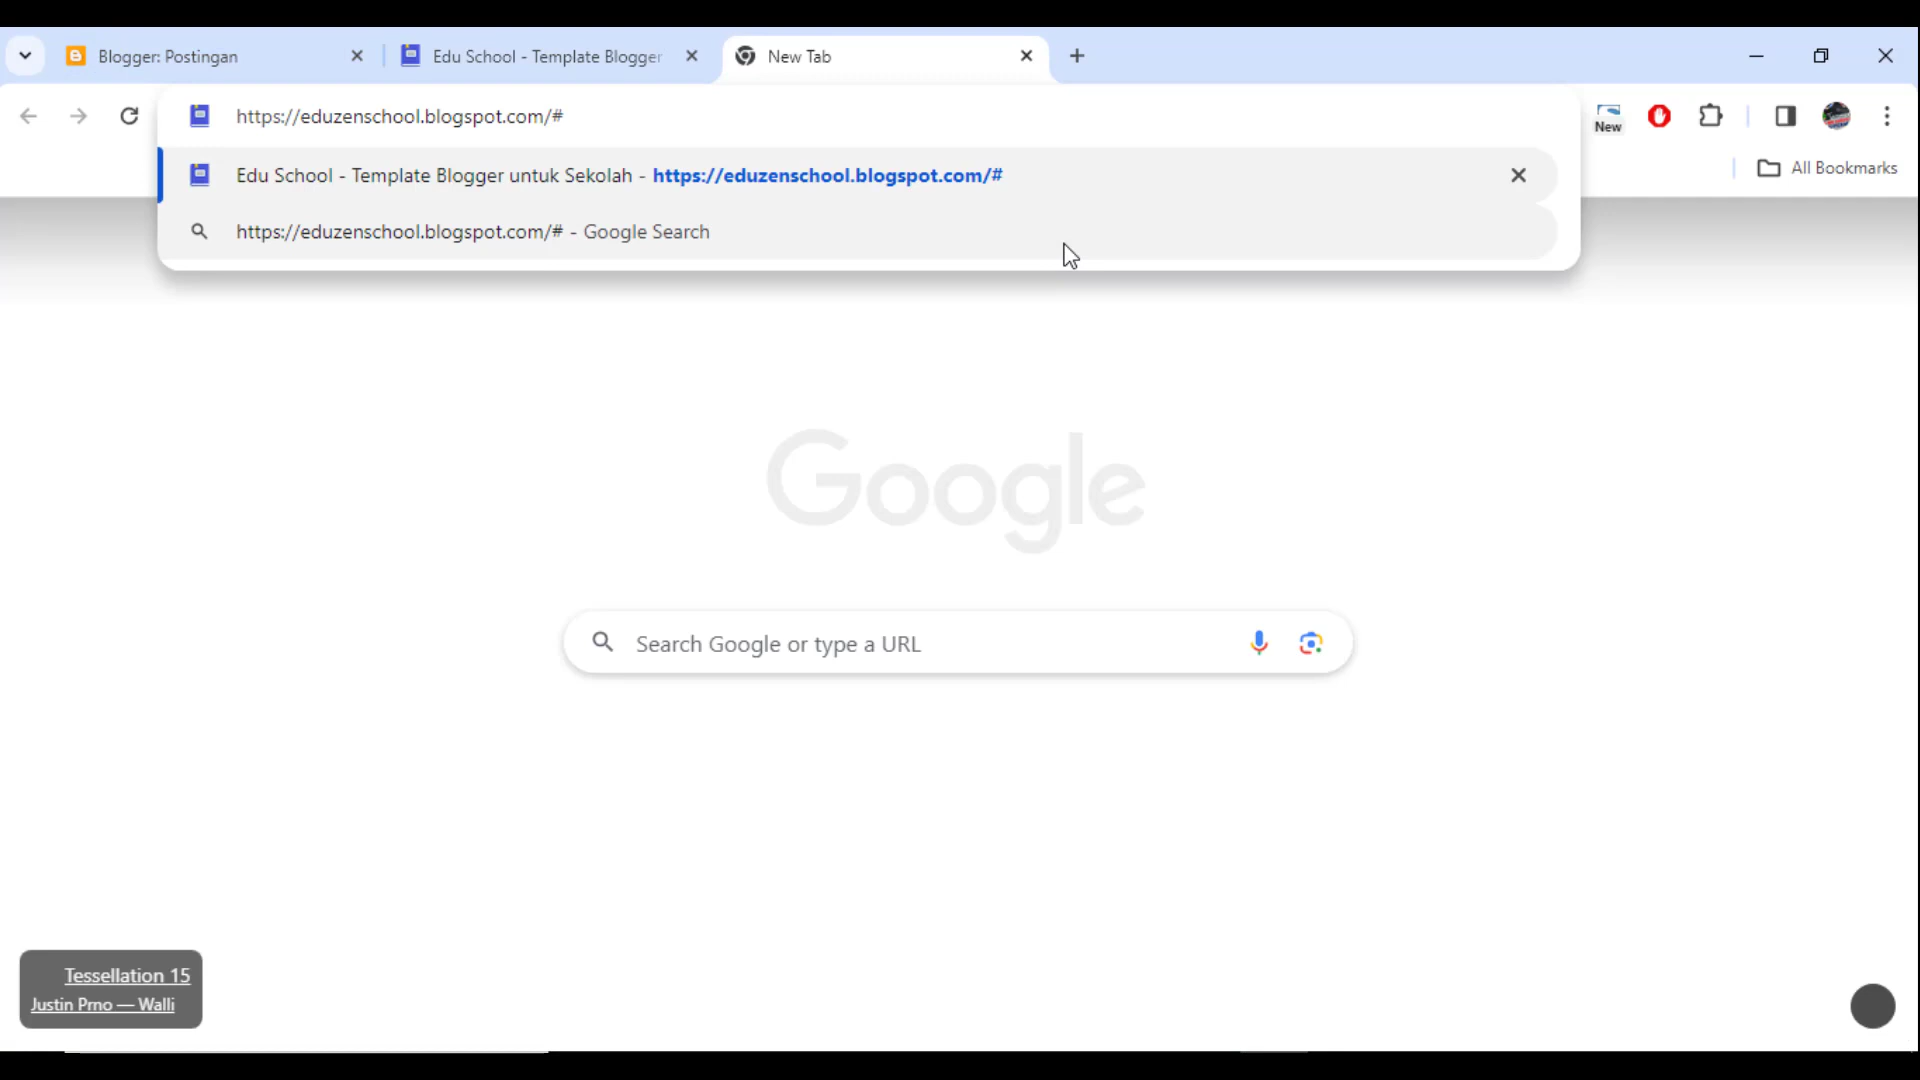 Blogger: Postingan
Edu School - Template Blogger
New Tab
https://eduzenschool.blogspot.com/#
New
Edu School - Template Blogger untuk Sekolah - https://eduzenschool.blogspot.com/#
All Bookmarks
https://eduzenschool.blogspot.com/# - Google Search
Google
Search Google or type a URL
Tessellation 15
Justin Prno — Walli